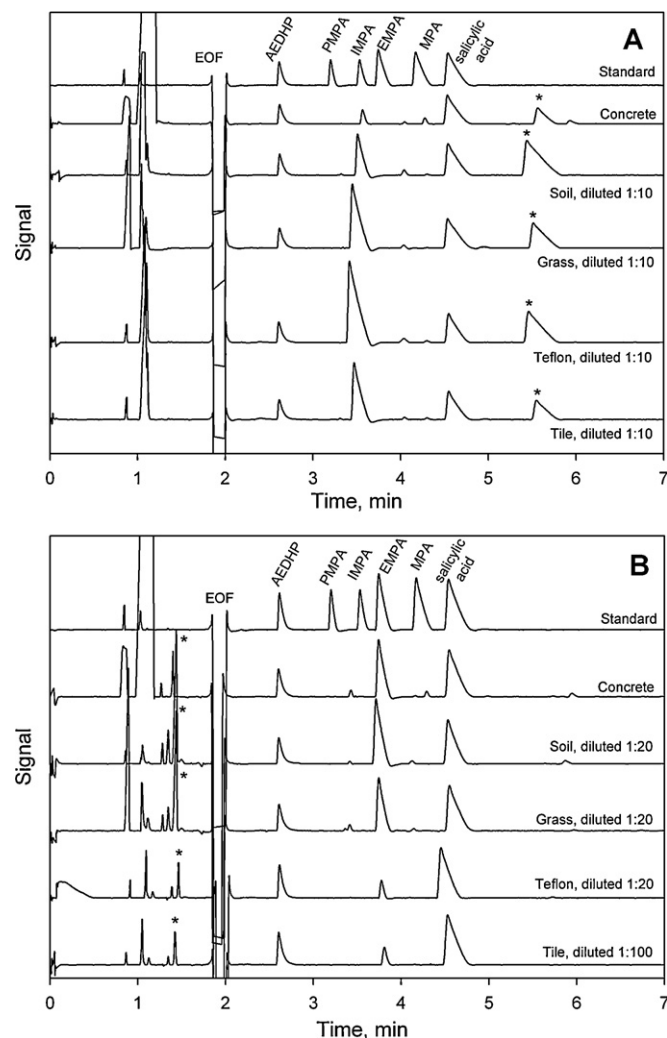 A
EOF
AEDHP
PMPA
IMPA
EMPA
MPA
salicylic
acid
Standard
Concrete
*
*
Soil, diluted 1:10
*
Grass, diluted 1:10
*
Teflon, diluted 1:10
*
Tile, diluted 1:10
Signal
0 1 2 3 4 5 6 7
Time, min
B
EOF
AEDHP
PMPA
IMPA
EMPA
MPA
salicylic
acid
Standard
*
Concrete
*
Soil, diluted 1:20
*
Grass, diluted 1:20
*
Teflon, diluted 1:20
*
Tile, diluted 1:100
Signal
0 1 2 3 4 5 6 7
Time, min